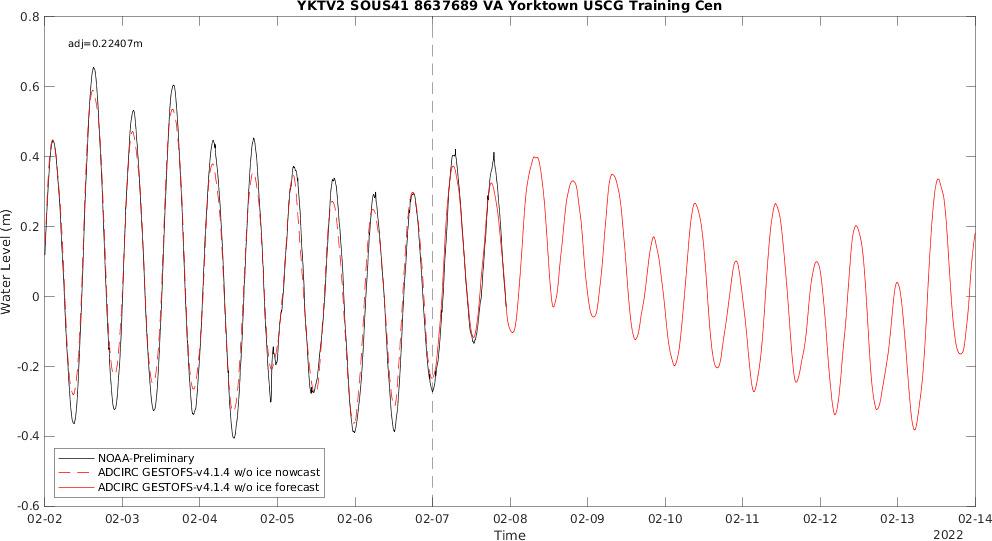 YKTV2 SOUS41 8637689 VA Yorktown USCG Training Cen
adj=0.22407m
0.8
0.6
0.4
0.2
0
-0.2
-0.4
-0.6
Water Level (m)
NOAA-Preliminary
ADCIRC GESTOFS-v4.1.4 w/o ice nowcast
ADCIRC GESTOFS-v4.1.4 w/o ice forecast
02-02 02-03 02-04 02-05 02-06 02-07 02-08 02-09 02-10 02-11 02-12 02-13 02-14
Time
2022